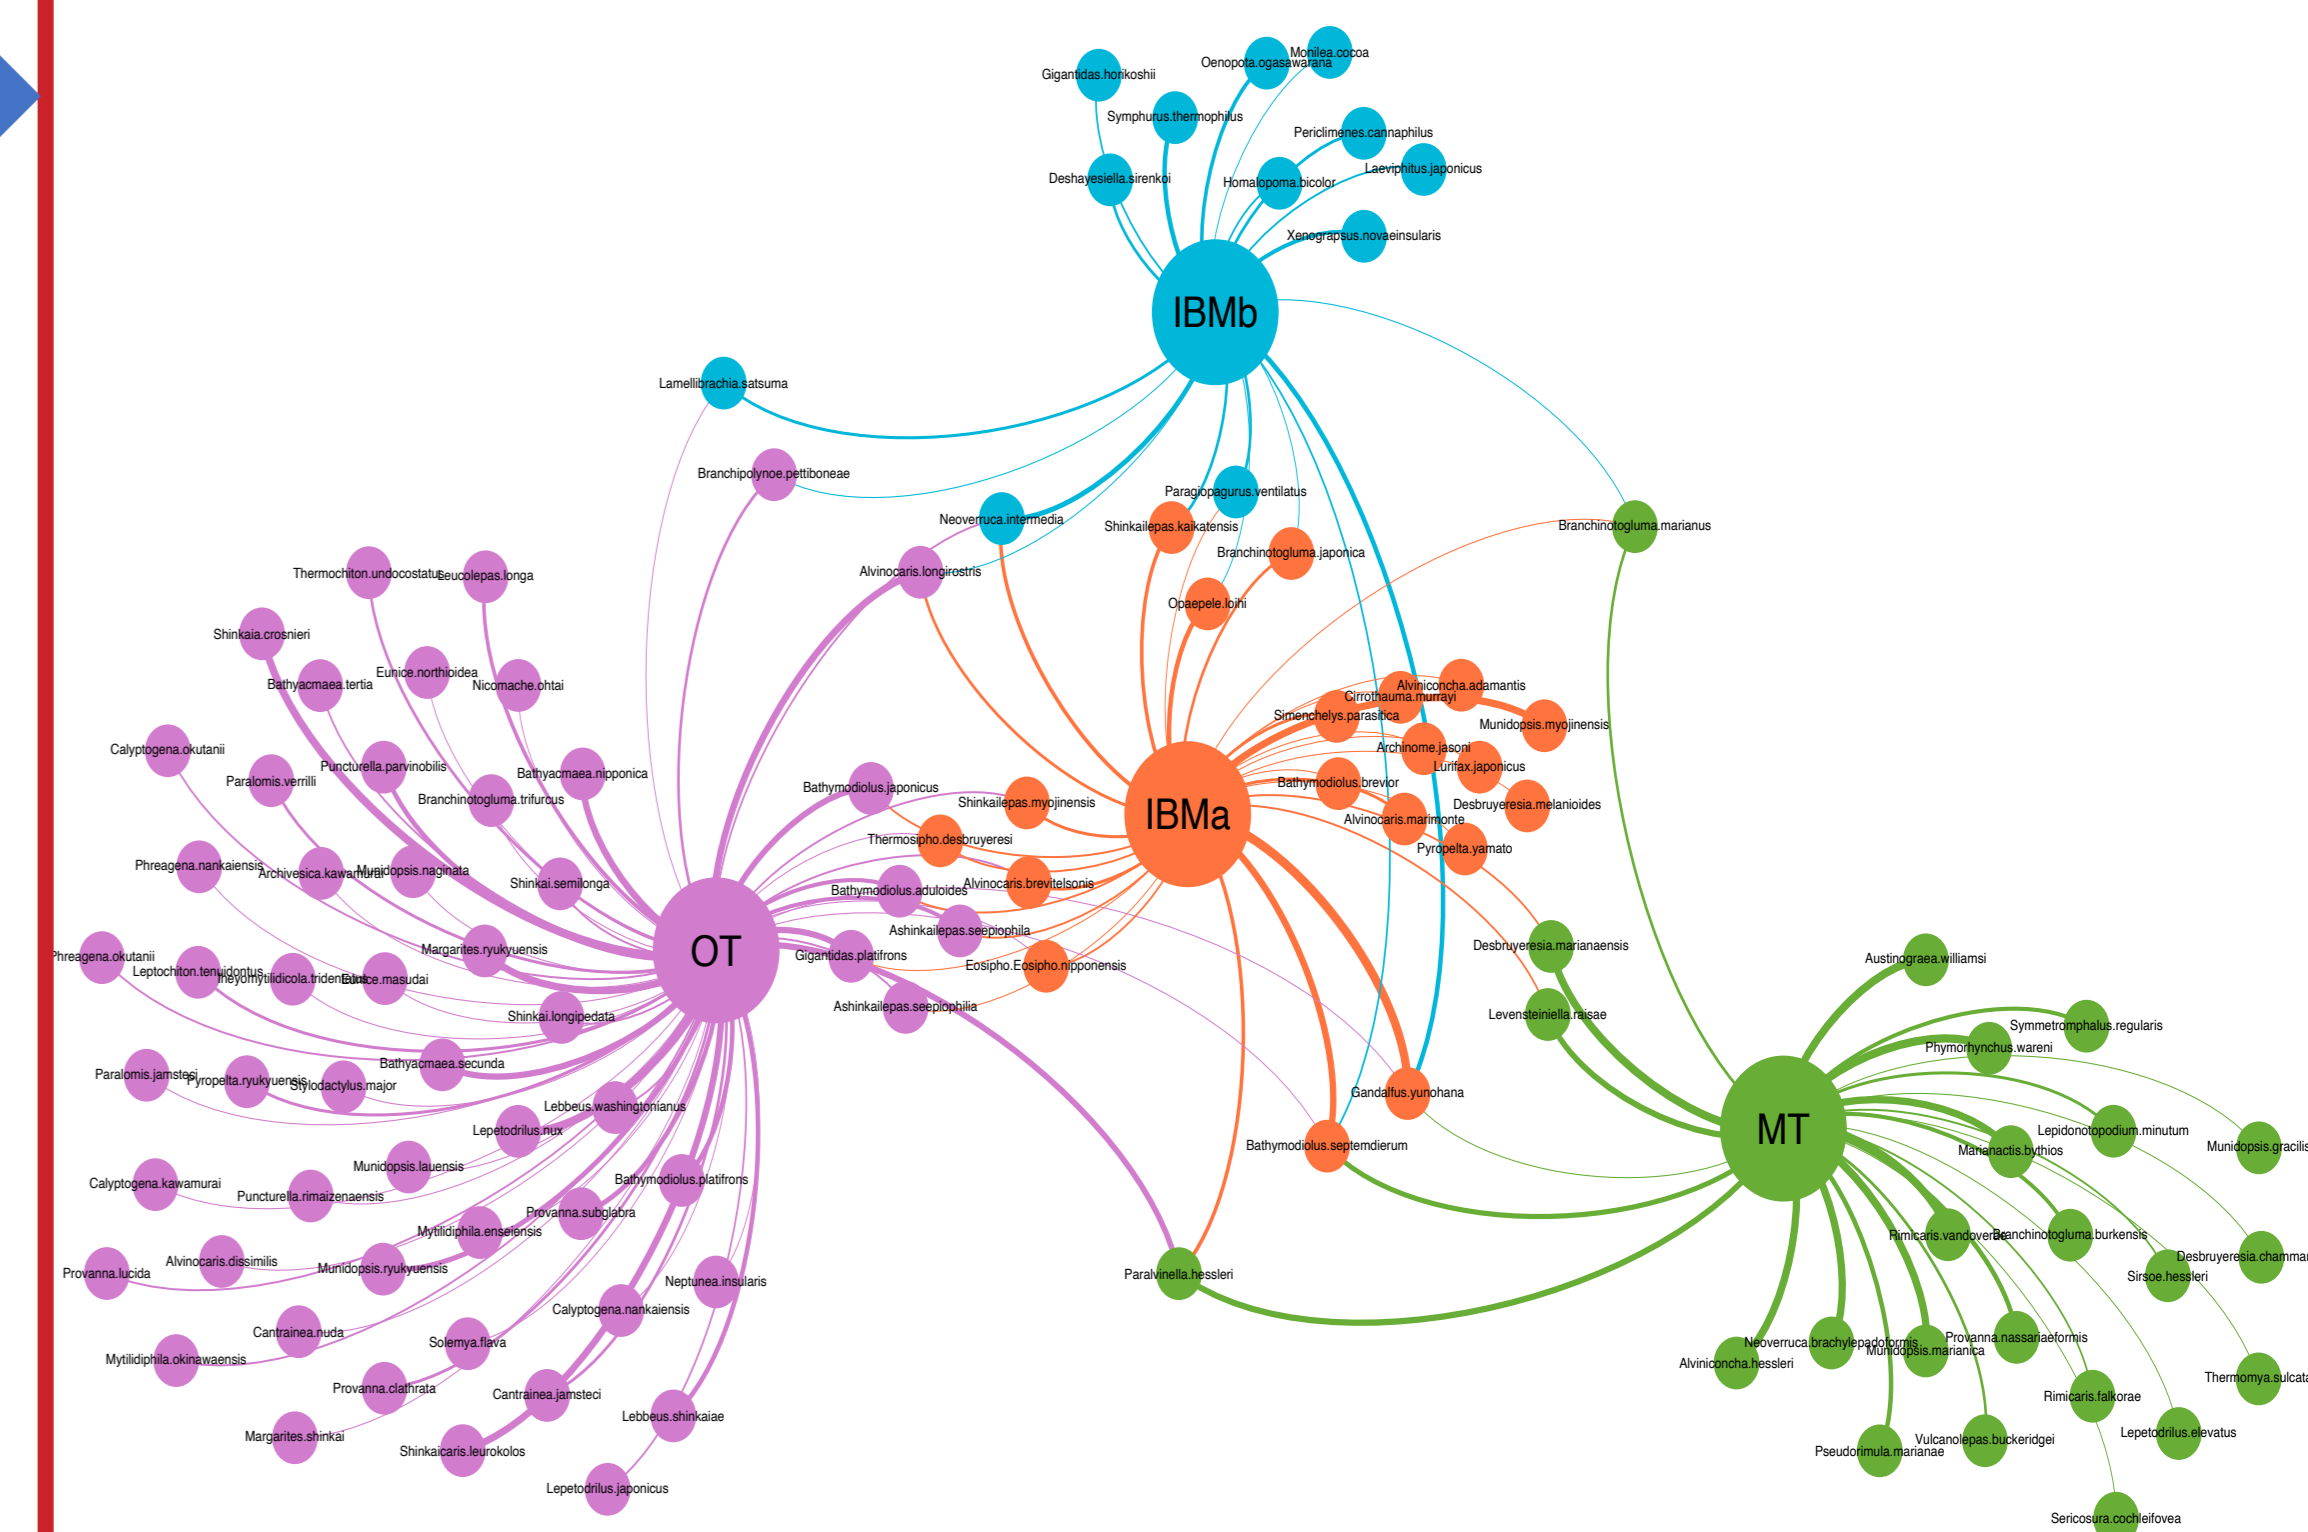 Monilea.cocoa
Oenopota.ogasawarana
Gigantidas.horikoshii
Symphurus.thermophilus
Periclimenes.cannaphilus
Laeviphitus.japonicus
Deshayesiella.sirenkoi
Homalopoma.bicolor
Xenograpsus.novaeinsularis
IBMb
Lamellibrachia.satsuma
Branchipolynoe.pettiboneae
Paragiopagurus.ventilatus
Neoverruca.intermedia
Shinkailepas.kaikatensis
Branchinotogluma.marianus
Branchinotogluma.japonica
Alvinocaris.longirostris
Thermochiton.undocostatus
Leucolepas.longa
Opaepele.loihi
Shinkaia.crosnieri
Eunice.northioidea
Bathyacmaea.tertia
Nicomache.ohtai
Alviniconcha.adamantis
Cirrothauma.murrayi
Simenchelys.parasitica
Munidopsis.myojinensis
Calyptogena.okutanii
Archinome.jasoni
Puncturella.parvinobilis
Lurifax.japonicus
Bathyacmaea.nipponica
Paralomis.verrilli
Bathymodiolus.brevior
Bathymodiolus.japonicus
Branchinotogluma.trifurcus
Shinkailepas.myojinensis
Desbruyeresia.melanioides
IBMa
Alvinocaris.marimonte
Thermosipho.desbruyeresi
Pyropelta.yamato
Phreagena.nankaiensis
Archivesica.kawamurai
Munidopsis.naginata
Shinkai.semilonga
Alvinocaris.brevitelsonis
Bathymodiolus.aduloides
Ashinkailepas.seepiophila
Desbruyeresia.marianaensis
Margarites.ryukyuensis
OT
Gigantidas.platifrons
Phreagena.okutanii
Austinograea.williamsi
Eosipho.Eosipho.nipponensis
Leptochiton.tenuidontus
Eunice.masudai
Ashinkailepas.seepiophilia
Levensteiniella.raisae
Shinkai.longipedata
Symmetromphalus.regularis
Phymorhynchus.wareni
Bathyacmaea.secunda
Paralomis.jamsteci
Pyropelta.ryukyuensis
Stylodactylus.major
Gandalfus.yunohana
Lebbeus.washingtonianus
MT
Lepetodrilus.nux
Lepidonotopodium.minutum
Bathymodiolus.septemdierum
Munidopsis.gracilis
Marianactis.bythios
Munidopsis.lauensis
Bathymodiolus.platifrons
Calyptogena.kawamurai
Puncturella.rimaizenaensis
Provanna.subglabra
Mytilidiphila.enseiensis
Rimicaris.vandoverae
Branchinotogluma.burkensis
Desbruyeresia.chammar
Alvinocaris.dissimilis
Munidopsis.ryukyuensis
Provanna.lucida
Paralvinella.hessleri
Sirsoe.hessleri
Neptunea.insularis
Calyptogena.nankaiensis
Cantrainea.nuda
Solemya.flava
Neoverruca.brachylepadoformis
Provanna.nassariaeformis
Munidopsis.marianica
Mytilidiphila.okinawaensis
Alviniconcha.hessleri
Thermomya.sulcata
Provanna.clathrata
Cantrainea.jamsteci
Rimicaris.falkorae
Lebbeus.shinkaiae
Lepetodrilus.elevatus
Margarites.shinkai
Vulcanolepas.buckeridgei
Shinkaicaris.leurokolos
Pseudorimula.marianae
Lepetodrilus.japonicus
Sericosura.cochleifovea